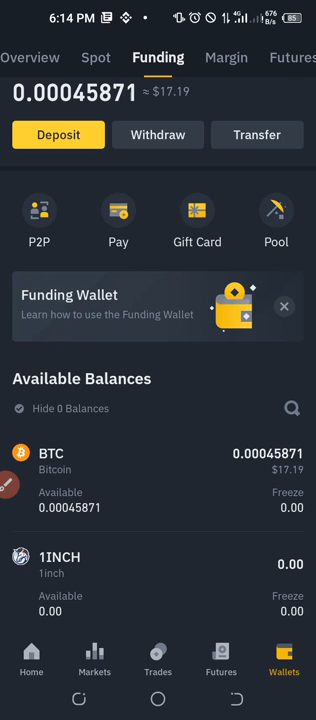 6:14 PM
4G
676
B/s
85
Overview Spot Funding Margin Futures
0.00045871 ≈ $17.19
Deposit Withdraw Transfer
P2P Pay Gift Card Pool
Funding Wallet
Learn how to use the Funding Wallet
Available Balances
Hide 0 Balances
BTC 0.00045871
Bitcoin $17.19
Available Freeze
0.00045871 0.00
1INCH 0.00
1inch
Available Freeze
0.00 0.00
Home Markets Trades Futures Wallets